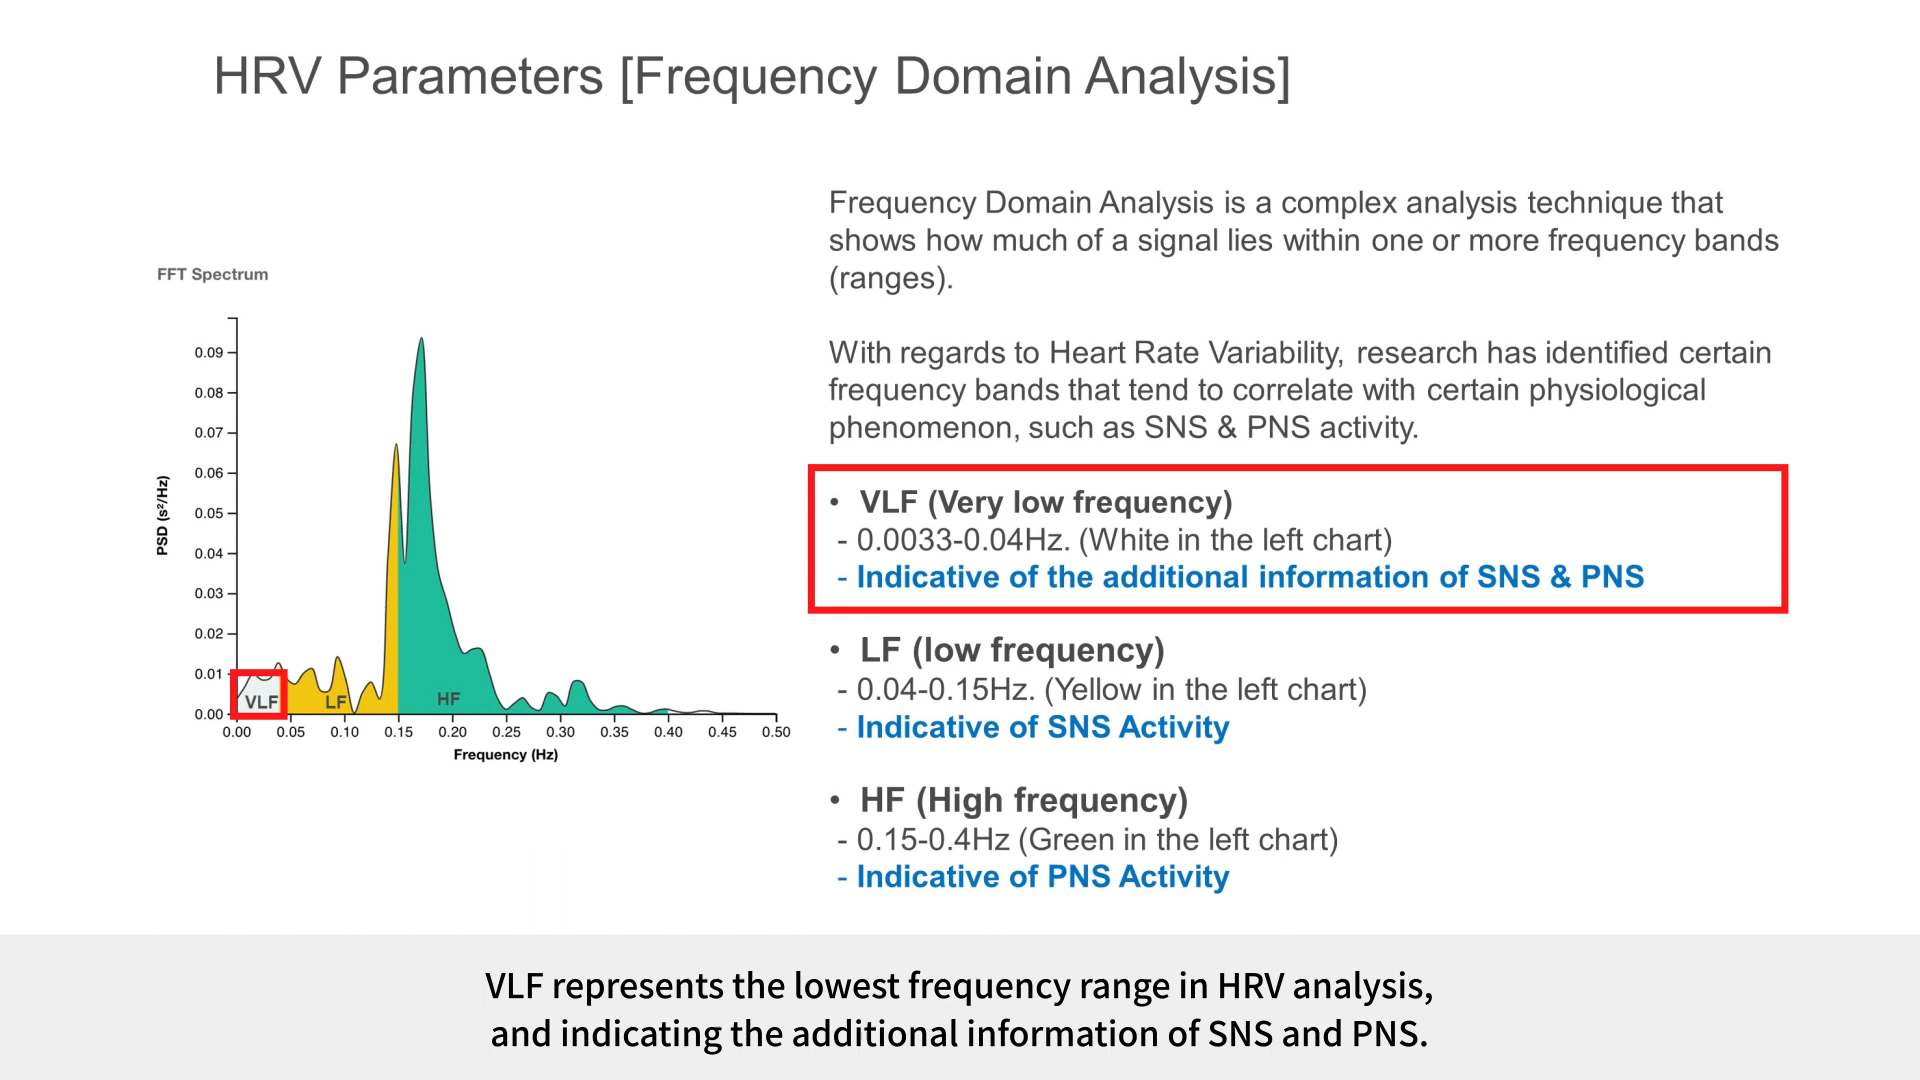 HRV Parameters [Frequency Domain Analysis]
Frequency Domain Analysis is a complex analysis technique that
shows how much of a signal lies within one or more frequency bands
(ranges).
With regards to Heart Rate Variability, research has identified certain
frequency bands that tend to correlate with certain physiological
phenomenon, such as SNS & PNS activity.
• VLF (Very low frequency)
- 0.0033-0.04Hz. (White in the left chart)
- Indicative of the additional information of SNS & PNS
• LF (low frequency)
- 0.04-0.15Hz. (Yellow in the left chart)
- Indicative of SNS Activity
• HF (High frequency)
- 0.15-0.4Hz (Green in the left chart)
- Indicative of PNS Activity
FFT Spectrum
PSD (s²/Hz)
0.09
0.08
0.07
0.06
0.05
0.04
0.03
0.02
0.01
0.00
VLF
LF
HF
0.00 0.05 0.10 0.15 0.20 0.25 0.30 0.35 0.40 0.45 0.50
Frequency (Hz)
VLF represents the lowest frequency range in HRV analysis,
and indicating the additional information of SNS and PNS.